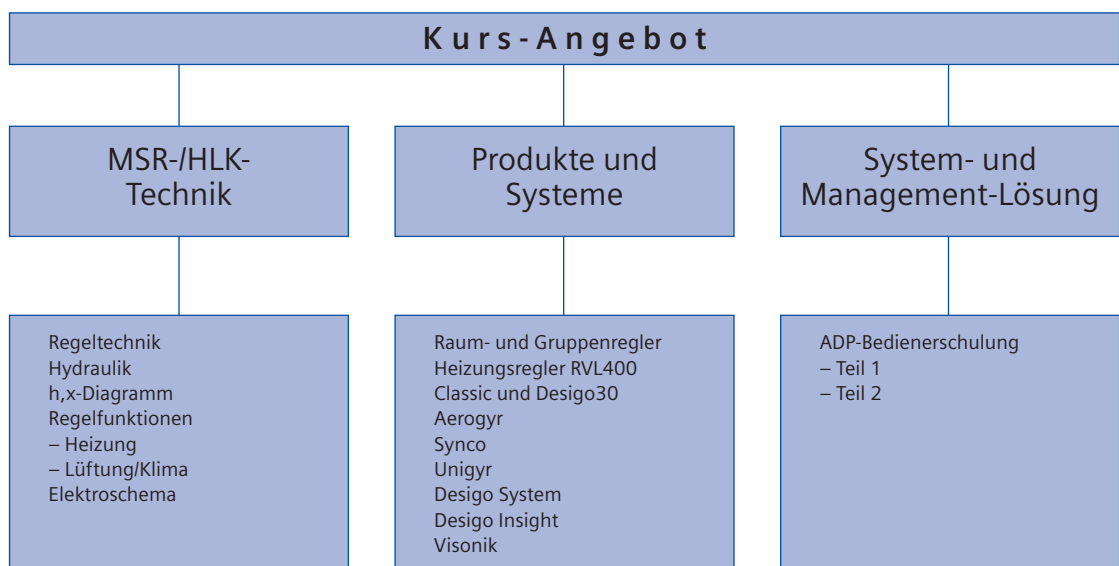 Kurs-Angebot
MSR-/HLK-
Technik
Regeltechnik
Hydraulik
h,x-Diagramm
Regelfunktionen
– Heizung
– Lüftung/Klima
Elektroschema
Produkte und
Systeme
Raum- und Gruppenregler
Heizungsregler RVL400
Classic und Desigo30
Aerogyr
Synco
Unigyr
Desigo System
Desigo Insight
Visonik
System- und
Management-Lösung
ADP-Bedienerschulung
– Teil 1
– Teil 2